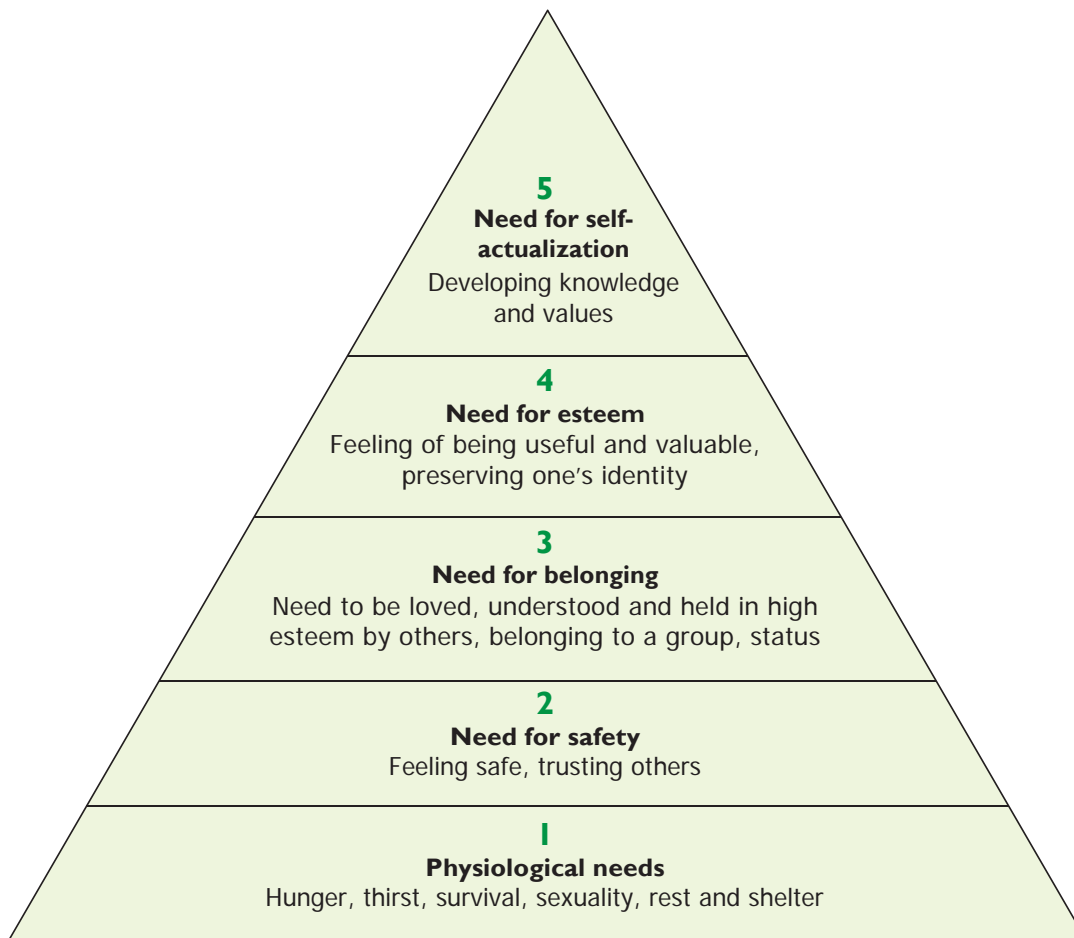 5
Need for self-
actualization
Developing knowledge
and values
4
Need for esteem
Feeling of being useful and valuable,
preserving one's identity
3
Need for belonging
Need to be loved, understood and held in high
esteem by others, belonging to a group, status
2
Need for safety
Feeling safe, trusting others
1
Physiological needs
Hunger, thirst, survival, sexuality, rest and shelter